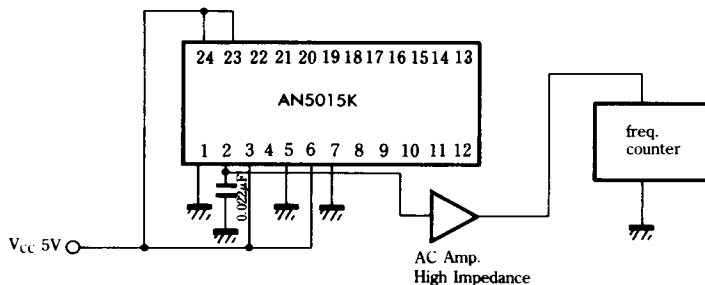 24 23 22 21 20 19 18 17 16 15 14 13
AN5015K
1 2 3 4 5 6 7 8 9 10 11 12
0.022μF
freq.
counter
VCC 5V
AC Amp.
High Impedance